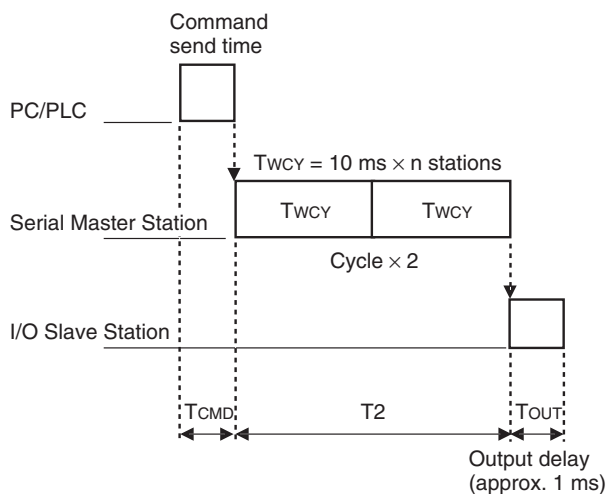 Command
send time
PC/PLC
TWCY = 10 ms × n stations
Serial Master Station
TWCY
TWCY
Cycle × 2
I/O Slave Station
TCMD
T2
TOUT
Output delay
(approx. 1 ms)